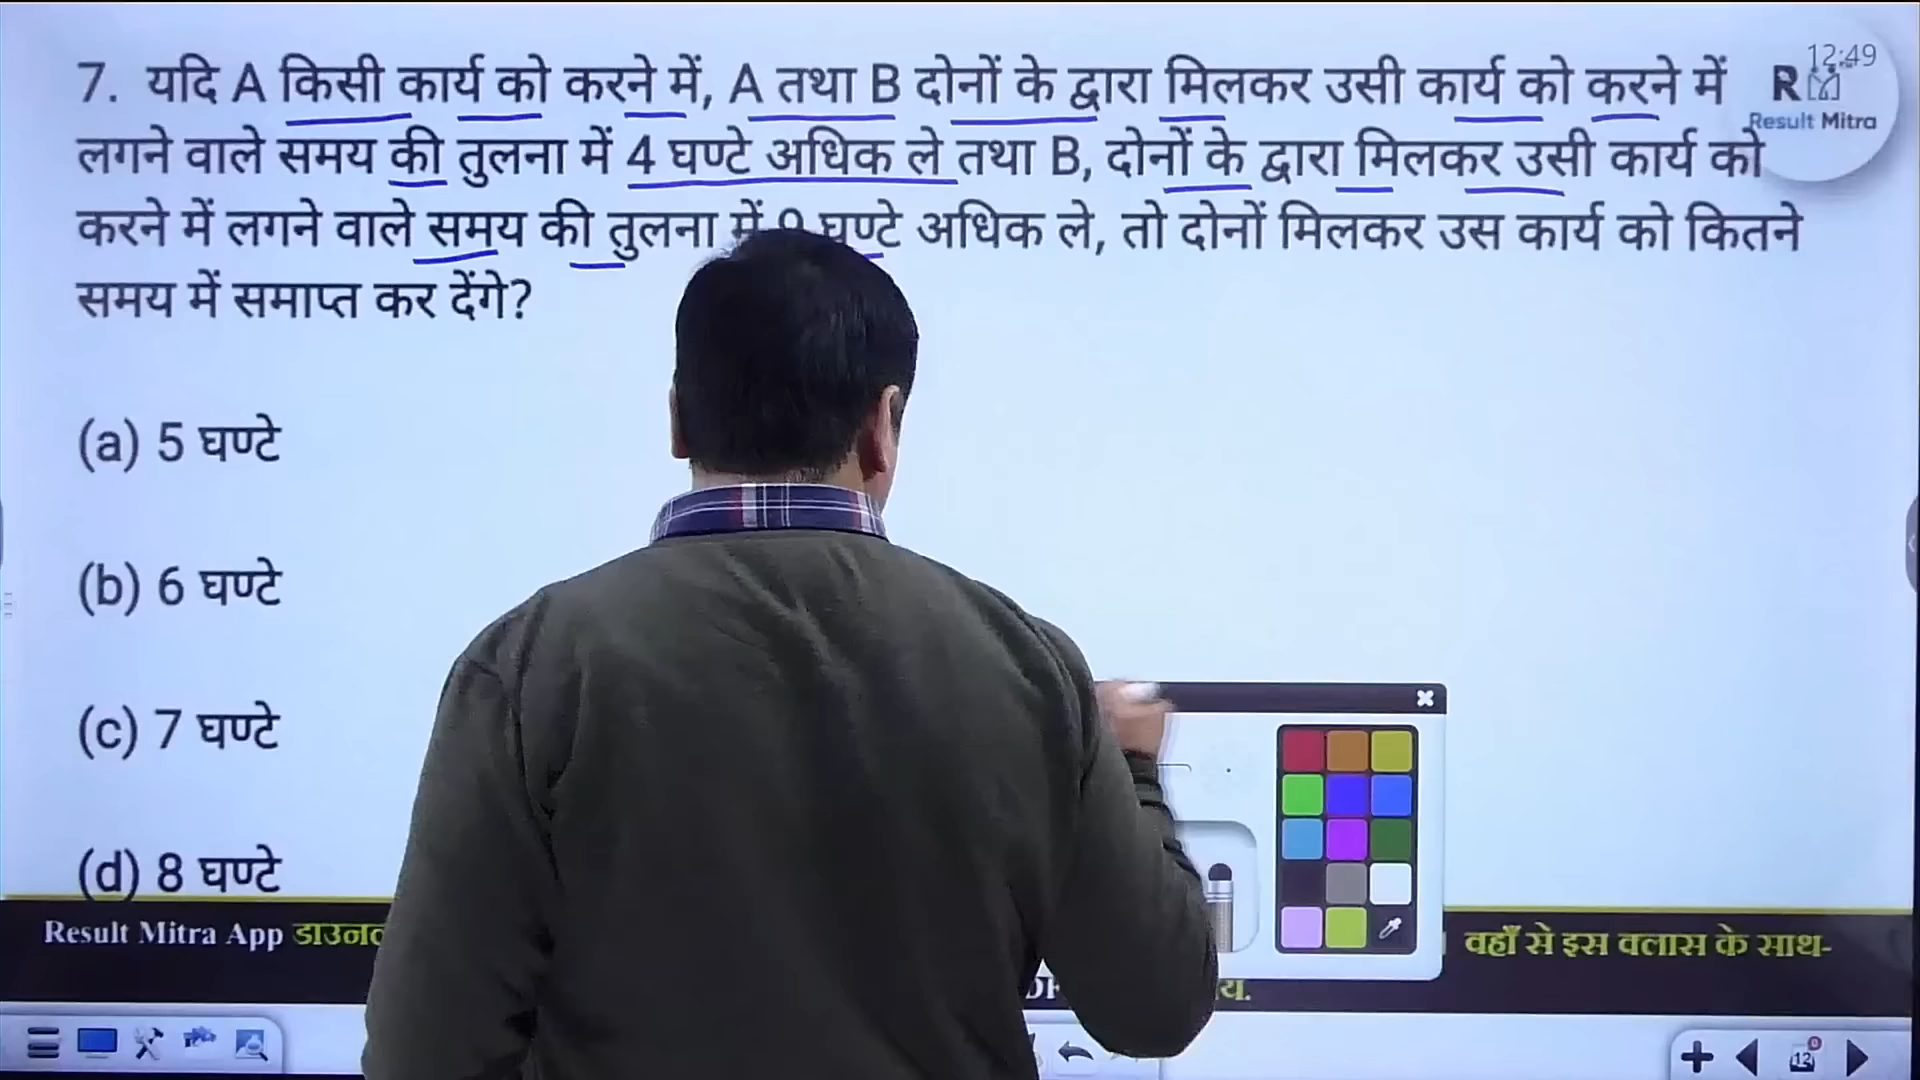 12:49
R
Result Mitra
7. यदि A किसी कार्य को करने में, A तथा B दोनों के द्वारा मिलकर उसी कार्य को करने में
लगने वाले समय की तुलना में 4 घण्टे अधिक ले तथा B, दोनों के द्वारा मिलकर उसी कार्य को
करने में लगने वाले समय की तुलना में घण्टे अधिक ले, तो दोनों मिलकर उस कार्य को कितने
समय में समाप्त कर देंगे?
(a) 5 घण्टे
(b) 6 घण्टे
(c) 7 घण्टे
(d) 8 घण्टे
Result Mitra App वहाँ से इस क्लास के साथ-
12